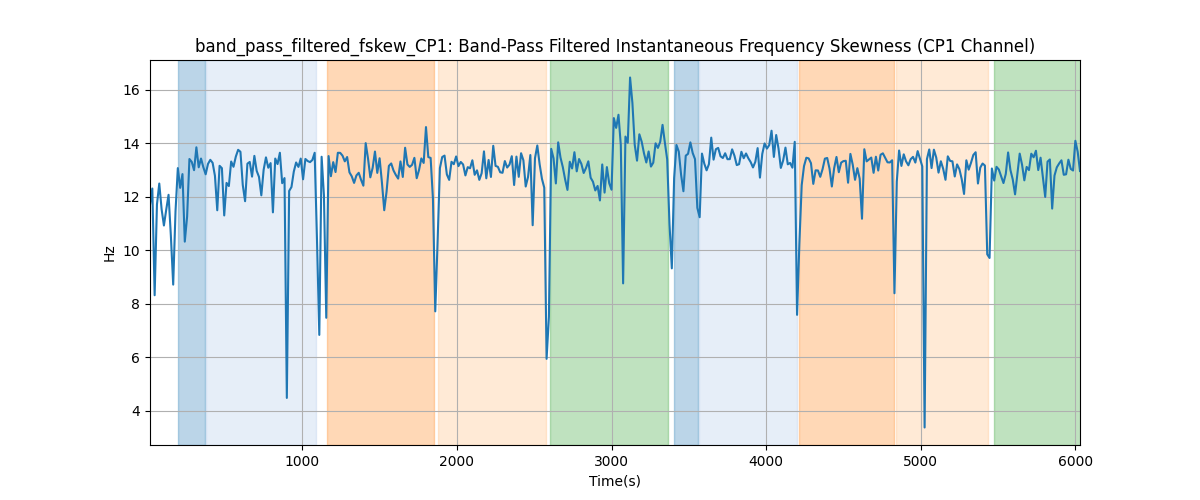 band_pass_filtered_fskew_CP1: Band-Pass Filtered Instantaneous Frequency Skewness (CP1 Channel)
16
14
12
10
8
6
4
Hz
1000 2000 3000 4000 5000 6000
Time(s)